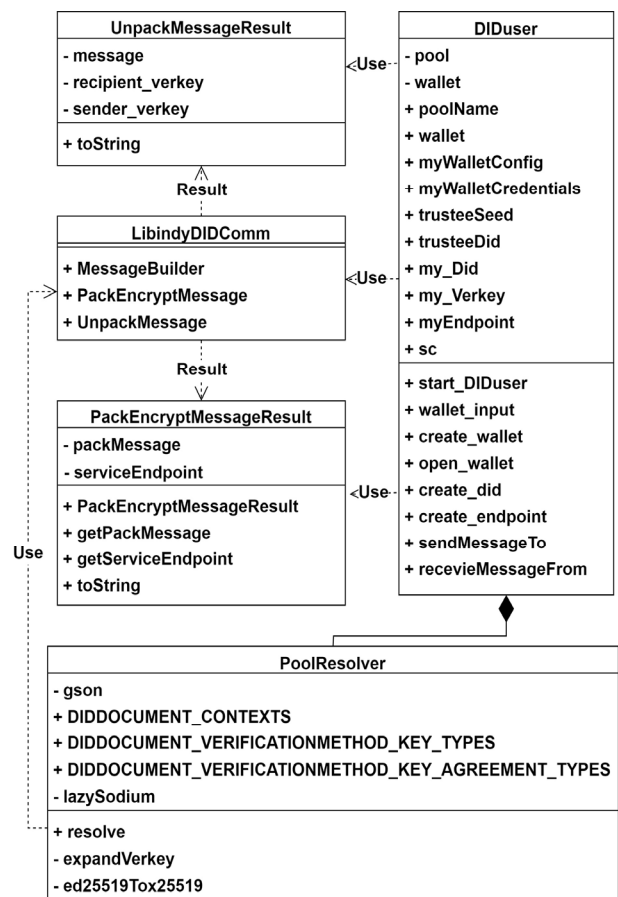 UnpackMessageResult
- message
- recipient_verkey
- sender_verkey
+ toString
Result
LibindyDIDComm
+ MessageBuilder
+ PackEncryptMessage
+ UnpackMessage
Result
PackEncryptMessageResult
- packMessage
- serviceEndpoint
+ PackEncryptMessageResult
+ getPackMessage
+ getServiceEndpoint
+ toString
Use
Use
Use
Use
DIDuser
- pool
- wallet
+ poolName
+ wallet
+ myWalletConfig
+ myWalletCredentials
+ trusteeSeed
+ trusteeDid
+ my_Did
+ my_Verkey
+ myEndpoint
+ sc
+ start_DIDuser
+ wallet_input
+ create_wallet
+ open_wallet
+ create_did
+ create_endpoint
+ sendMessageTo
+ recevieMessageFrom
PoolResolver
- gson
+ DIDDOCUMENT_CONTEXTS
+ DIDDOCUMENT_VERIFICATIONMETHOD_KEY_TYPES
+ DIDDOCUMENT_VERIFICATIONMETHOD_KEY_AGREEMENT_TYPES
- lazySodium
+ resolve
- expandVerkey
- ed25519Tox25519